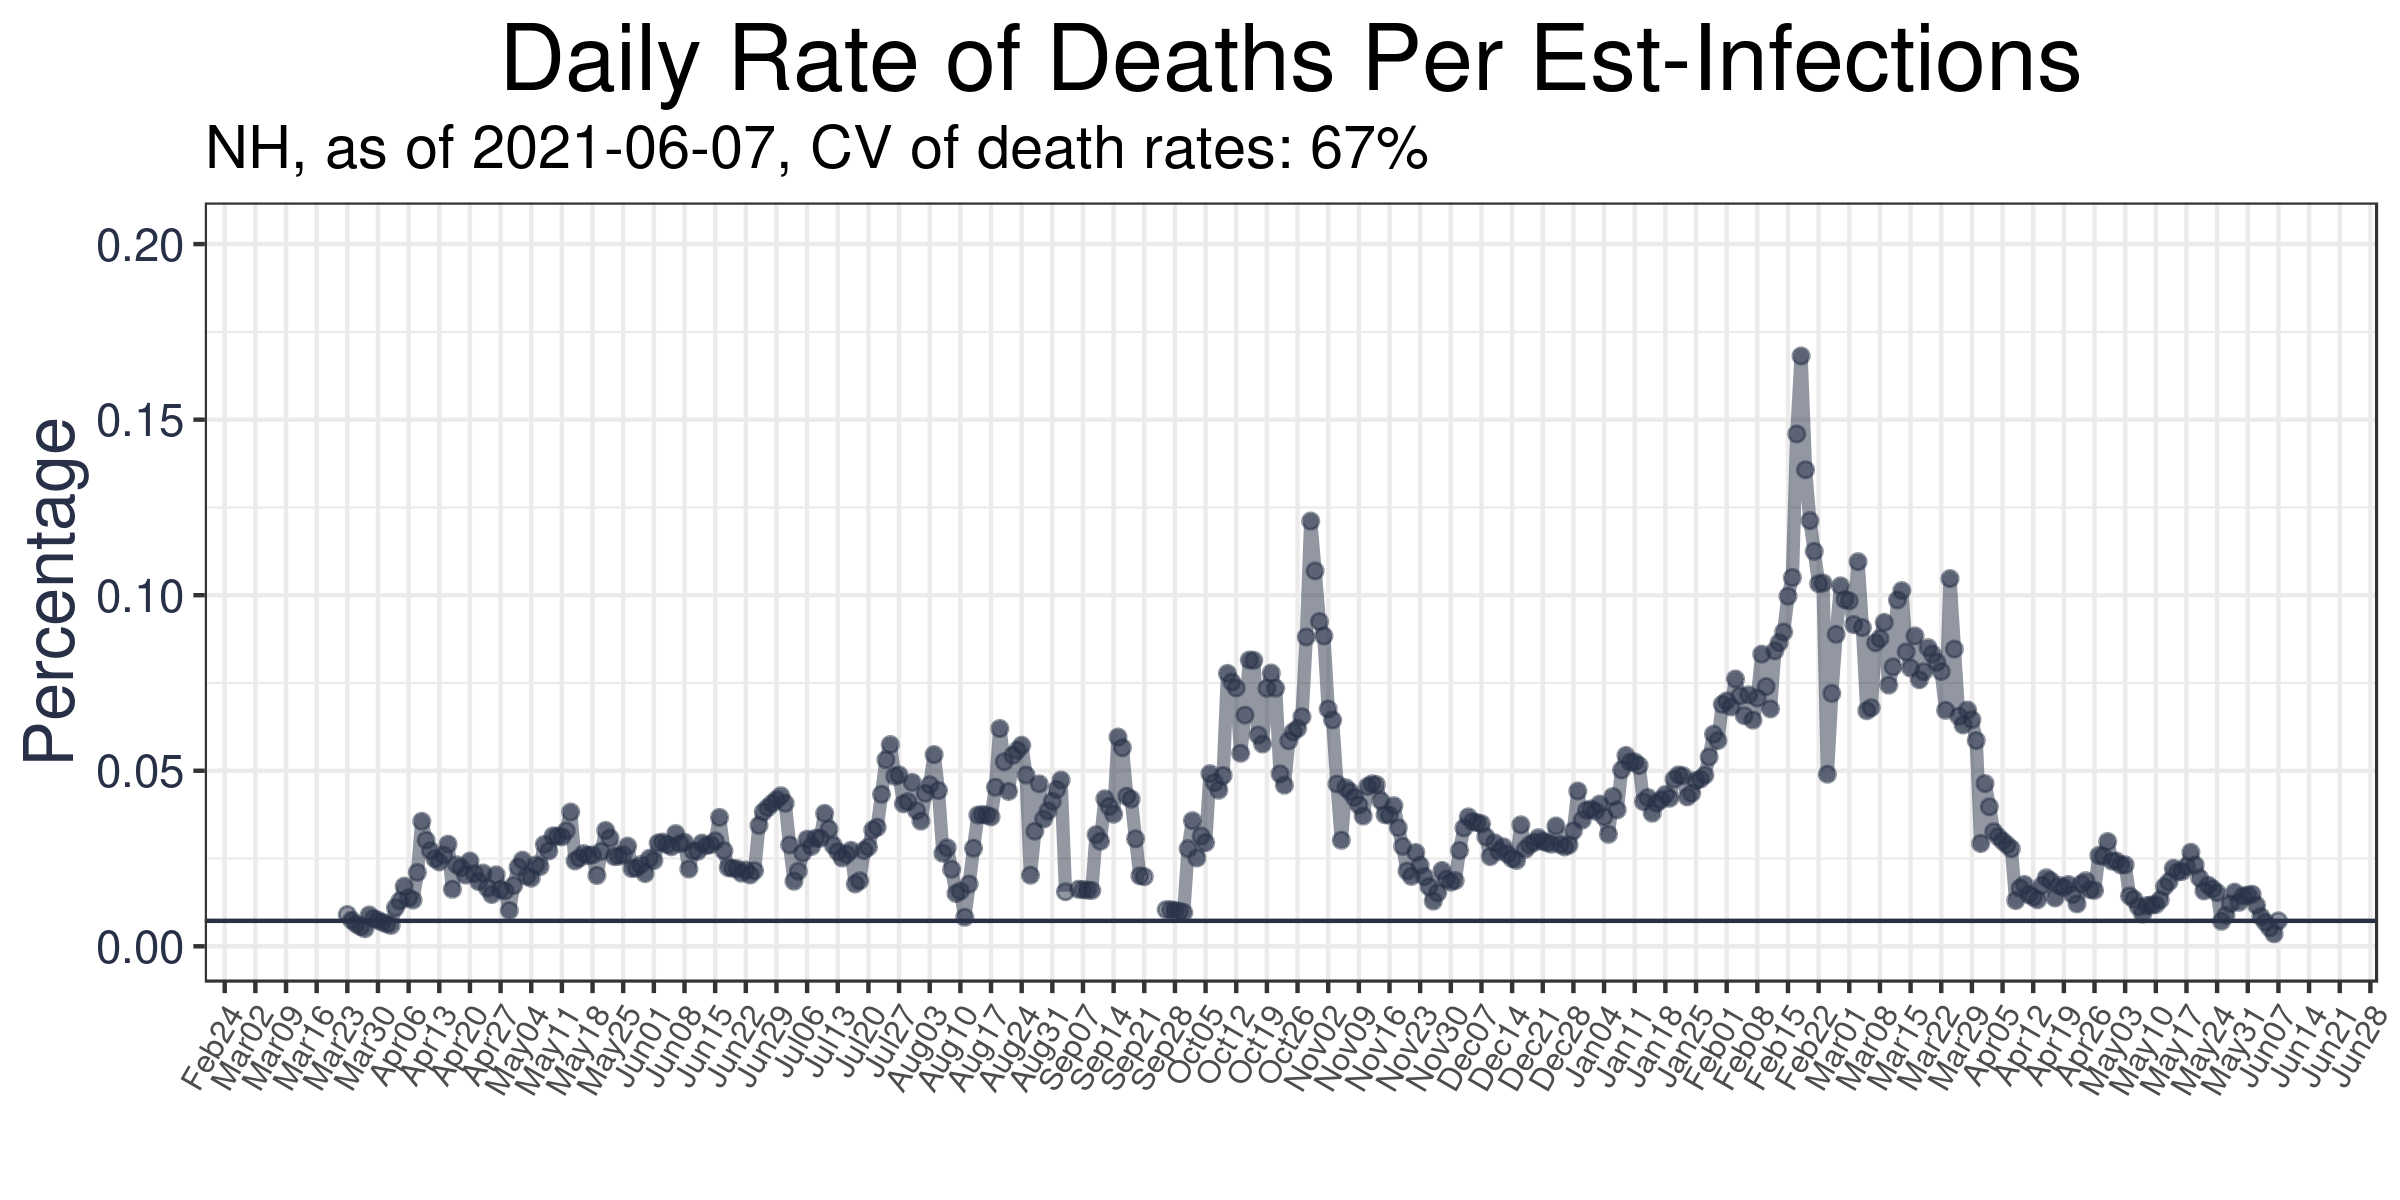 Daily Rate of Deaths Per Est-Infections
NH, as of 2021-06-07, CV of death rates: 67%
Percentage
0.20
0.15
0.10
0.05
0.00
Feb24
Mar02
Mar09
Mar16
Mar23
Mar30
Apr06
Apr13
Apr20
Apr27
May04
May11
May18
May25
Jun01
Jun08
Jun15
Jun22
Jun29
Jul06
Jul13
Jul20
Jul27
Aug03
Aug10
Aug17
Aug24
Aug31
Sep07
Sep14
Sep21
Sep28
Oct05
Oct12
Oct19
Oct26
Nov02
Nov09
Nov16
Nov23
Nov30
Dec07
Dec14
Dec21
Dec28
Jan04
Jan11
Jan18
Jan25
Feb01
Feb08
Feb15
Feb22
Mar01
Mar08
Mar15
Mar22
Mar29
Apr05
Apr12
Apr19
Apr26
May03
May10
May17
May24
May31
Jun07
Jun14
Jun21
Jun28